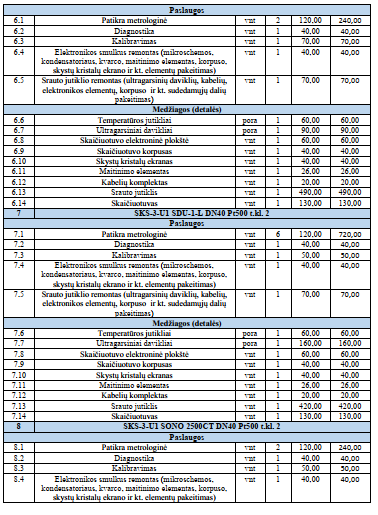 Paslaugos
6.1 Patikra metrologinė vnt 2 120,00 240,00
6.2 Diagnostika vnt 1 40,00 40,00
6.3 Kalibravimas vnt 1 70,00 70,00
6.4 Elektronikos smulkus remontas (mikroschemos,
kondensatoriaus, kvarco, maitinimo elementas, korpuso,
skystų kristalų ekrano ir kt. elementų pakeitimas) vnt 1 40,00 40,00
6.5 Srauto jutiklio remontas (ultragarsinių daviklių, kabelių,
elektronikos elementų, korpuso ir kt. sudedamųjų dalių
pakeitimas) vnt 1 70,00 70,00
Medžiagos (detalės)
6.6 Temperatūros jutikliai pora 1 60,00 60,00
6.7 Ultragarsiniai davikliai pora 1 90,00 90,00
6.8 Skaičiuotuvo elektroninė plokštė vnt 1 60,00 60,00
6.9 Skaičiuotuvo korpusas vnt 1 40,00 40,00
6.10 Skystų kristalų ekranas vnt 1 40,00 40,00
6.11 Maitinimo elementas vnt 1 26,00 26,00
6.12 Kabelių komplektas vnt 1 20,00 20,00
6.13 Srauto jutiklis vnt 1 490,00 490,00
6.14 Skaičiuotuvas vnt 1 130,00 130,00
7 SKS-3-U1 SDU-1-L DN40 Pt500 r.kl. 2
Paslaugos
7.1 Patikra metrologinė vnt 6 120,00 720,00
7.2 Diagnostika vnt 1 40,00 40,00
7.3 Kalibravimas vnt 1 50,00 50,00
7.4 Elektronikos smulkus remontas (mikroschemos,
kondensatoriaus, kvarco, maitinimo elementas, korpuso,
skystų kristalų ekrano ir kt. elementų pakeitimas) vnt 1 40,00 40,00
7.5 Srauto jutiklio remontas (ultragarsinių daviklių, kabelių,
elektronikos elementų, korpuso ir kt. sudedamųjų dalių
pakeitimas) vnt 1 70,00 70,00
Medžiagos (detalės)
7.6 Temperatūros jutikliai pora 1 60,00 60,00
7.7 Ultragarsiniai davikliai pora 1 160,00 160,00
7.8 Skaičiuotuvo elektroninė plokštė vnt 1 60,00 60,00
7.9 Skaičiuotuvo korpusas vnt 1 40,00 40,00
7.10 Skystų kristalų ekranas vnt 1 40,00 40,00
7.11 Maitinimo elementas vnt 1 26,00 26,00
7.12 Kabelių komplektas vnt 1 20,00 20,00
7.13 Srauto jutiklis vnt 1 420,00 420,00
7.14 Skaičiuotuvas vnt 1 130,00 130,00
8 SKS-3-U1 SONO 2500CT DN40 Pt500 r.kl. 2
Paslaugos
8.1 Patikra metrologinė vnt 2 120,00 240,00
8.2 Diagnostika vnt 1 40,00 40,00
8.3 Kalibravimas vnt 1 50,00 50,00
8.4 Elektronikos smulkus remontas (mikroschemos,
kondensatoriaus, kvarco, maitinimo elementas, korpuso,
skystų kristalų ekrano ir kt. elementų pakeitimas) vnt 1 40,00 40,00